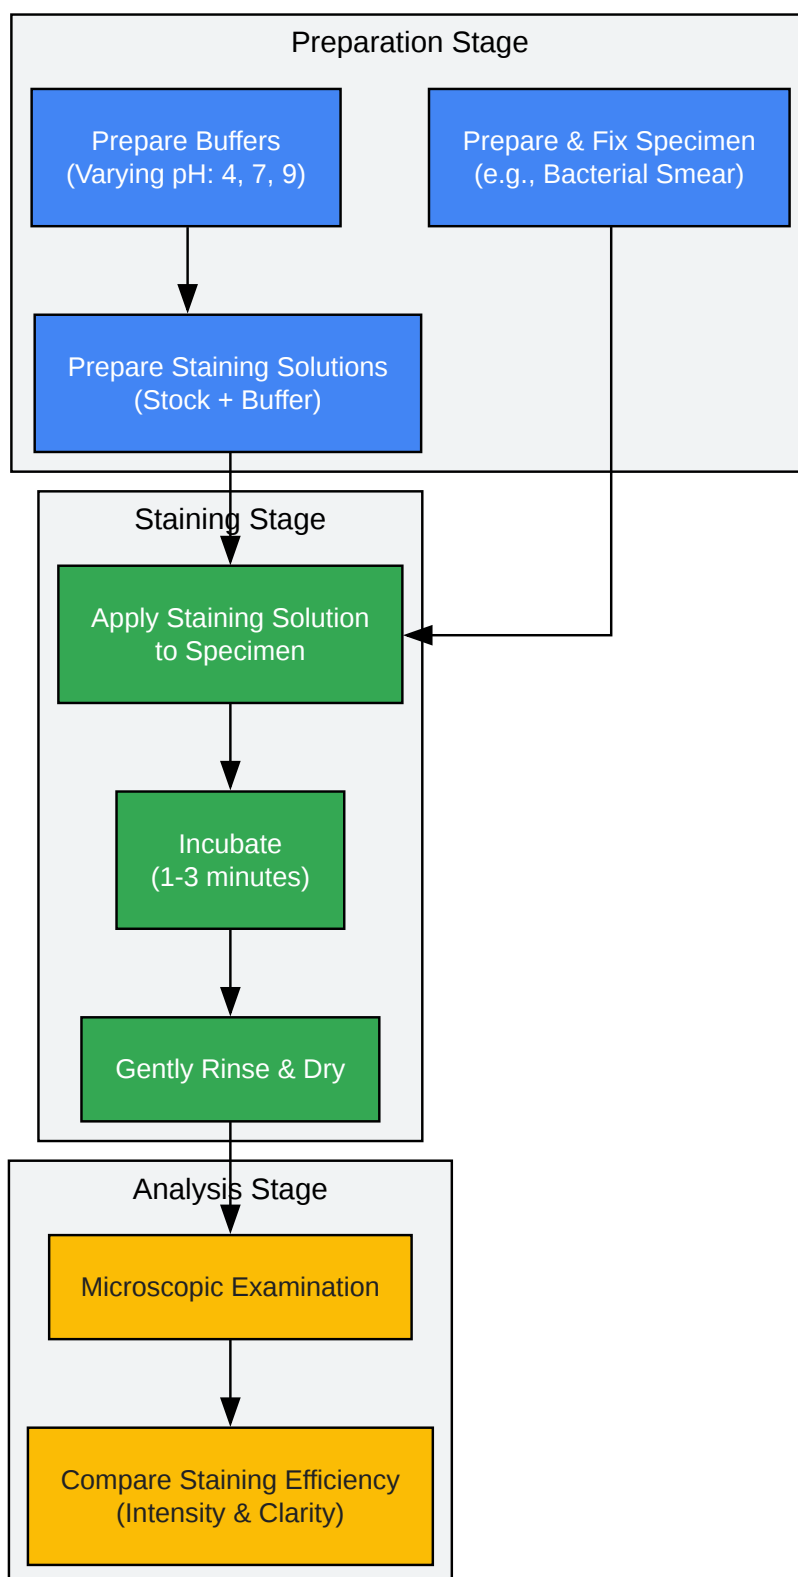 Preparation Stage
Prepare Buffers
(Varying pH: 4, 7, 9)
Prepare & Fix Specimen
(e.g., Bacterial Smear)
Prepare Staining Solutions
(Stock + Buffer)
Staining Stage
Apply Staining Solution
to Specimen
Incubate
(1-3 minutes)
Gently Rinse & Dry
Analysis Stage
Microscopic Examination
Compare Staining Efficiency
(Intensity & Clarity)